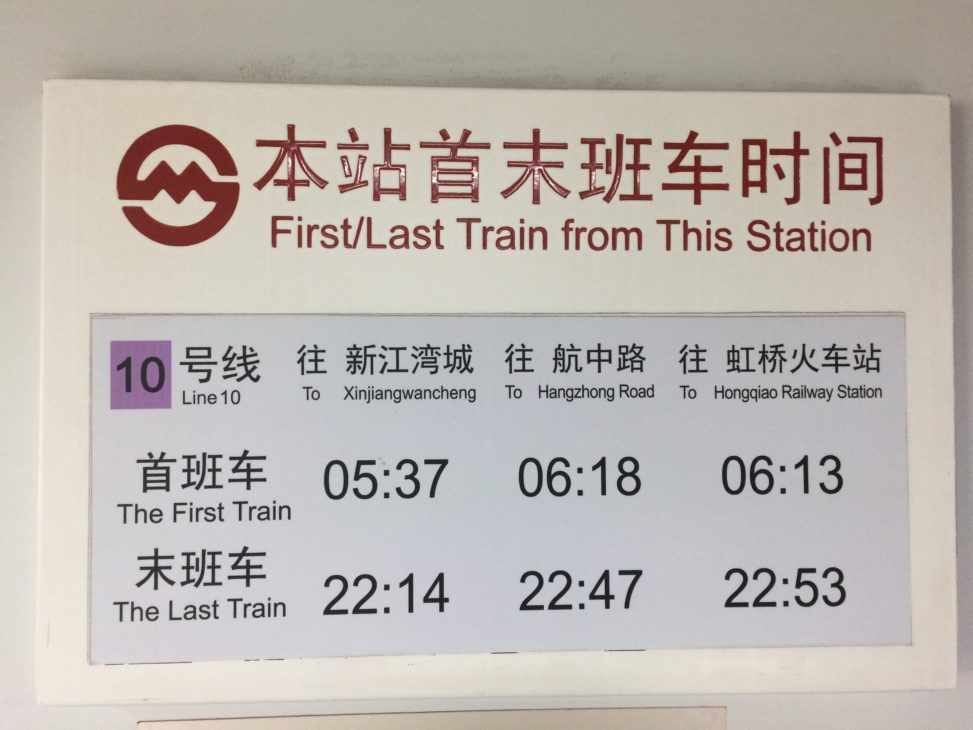 本站首末班车时间
First/Last Train from This Station
10 号线 往 新江湾城 往 航中路 往 虹桥火车站
Line 10 To Xinjiangwancheng To Hangzhong Road To Hongqiao Railway Station
首班车 05:37 06:18 06:13
The First Train
末班车 22:14 22:47 22:53
The Last Train